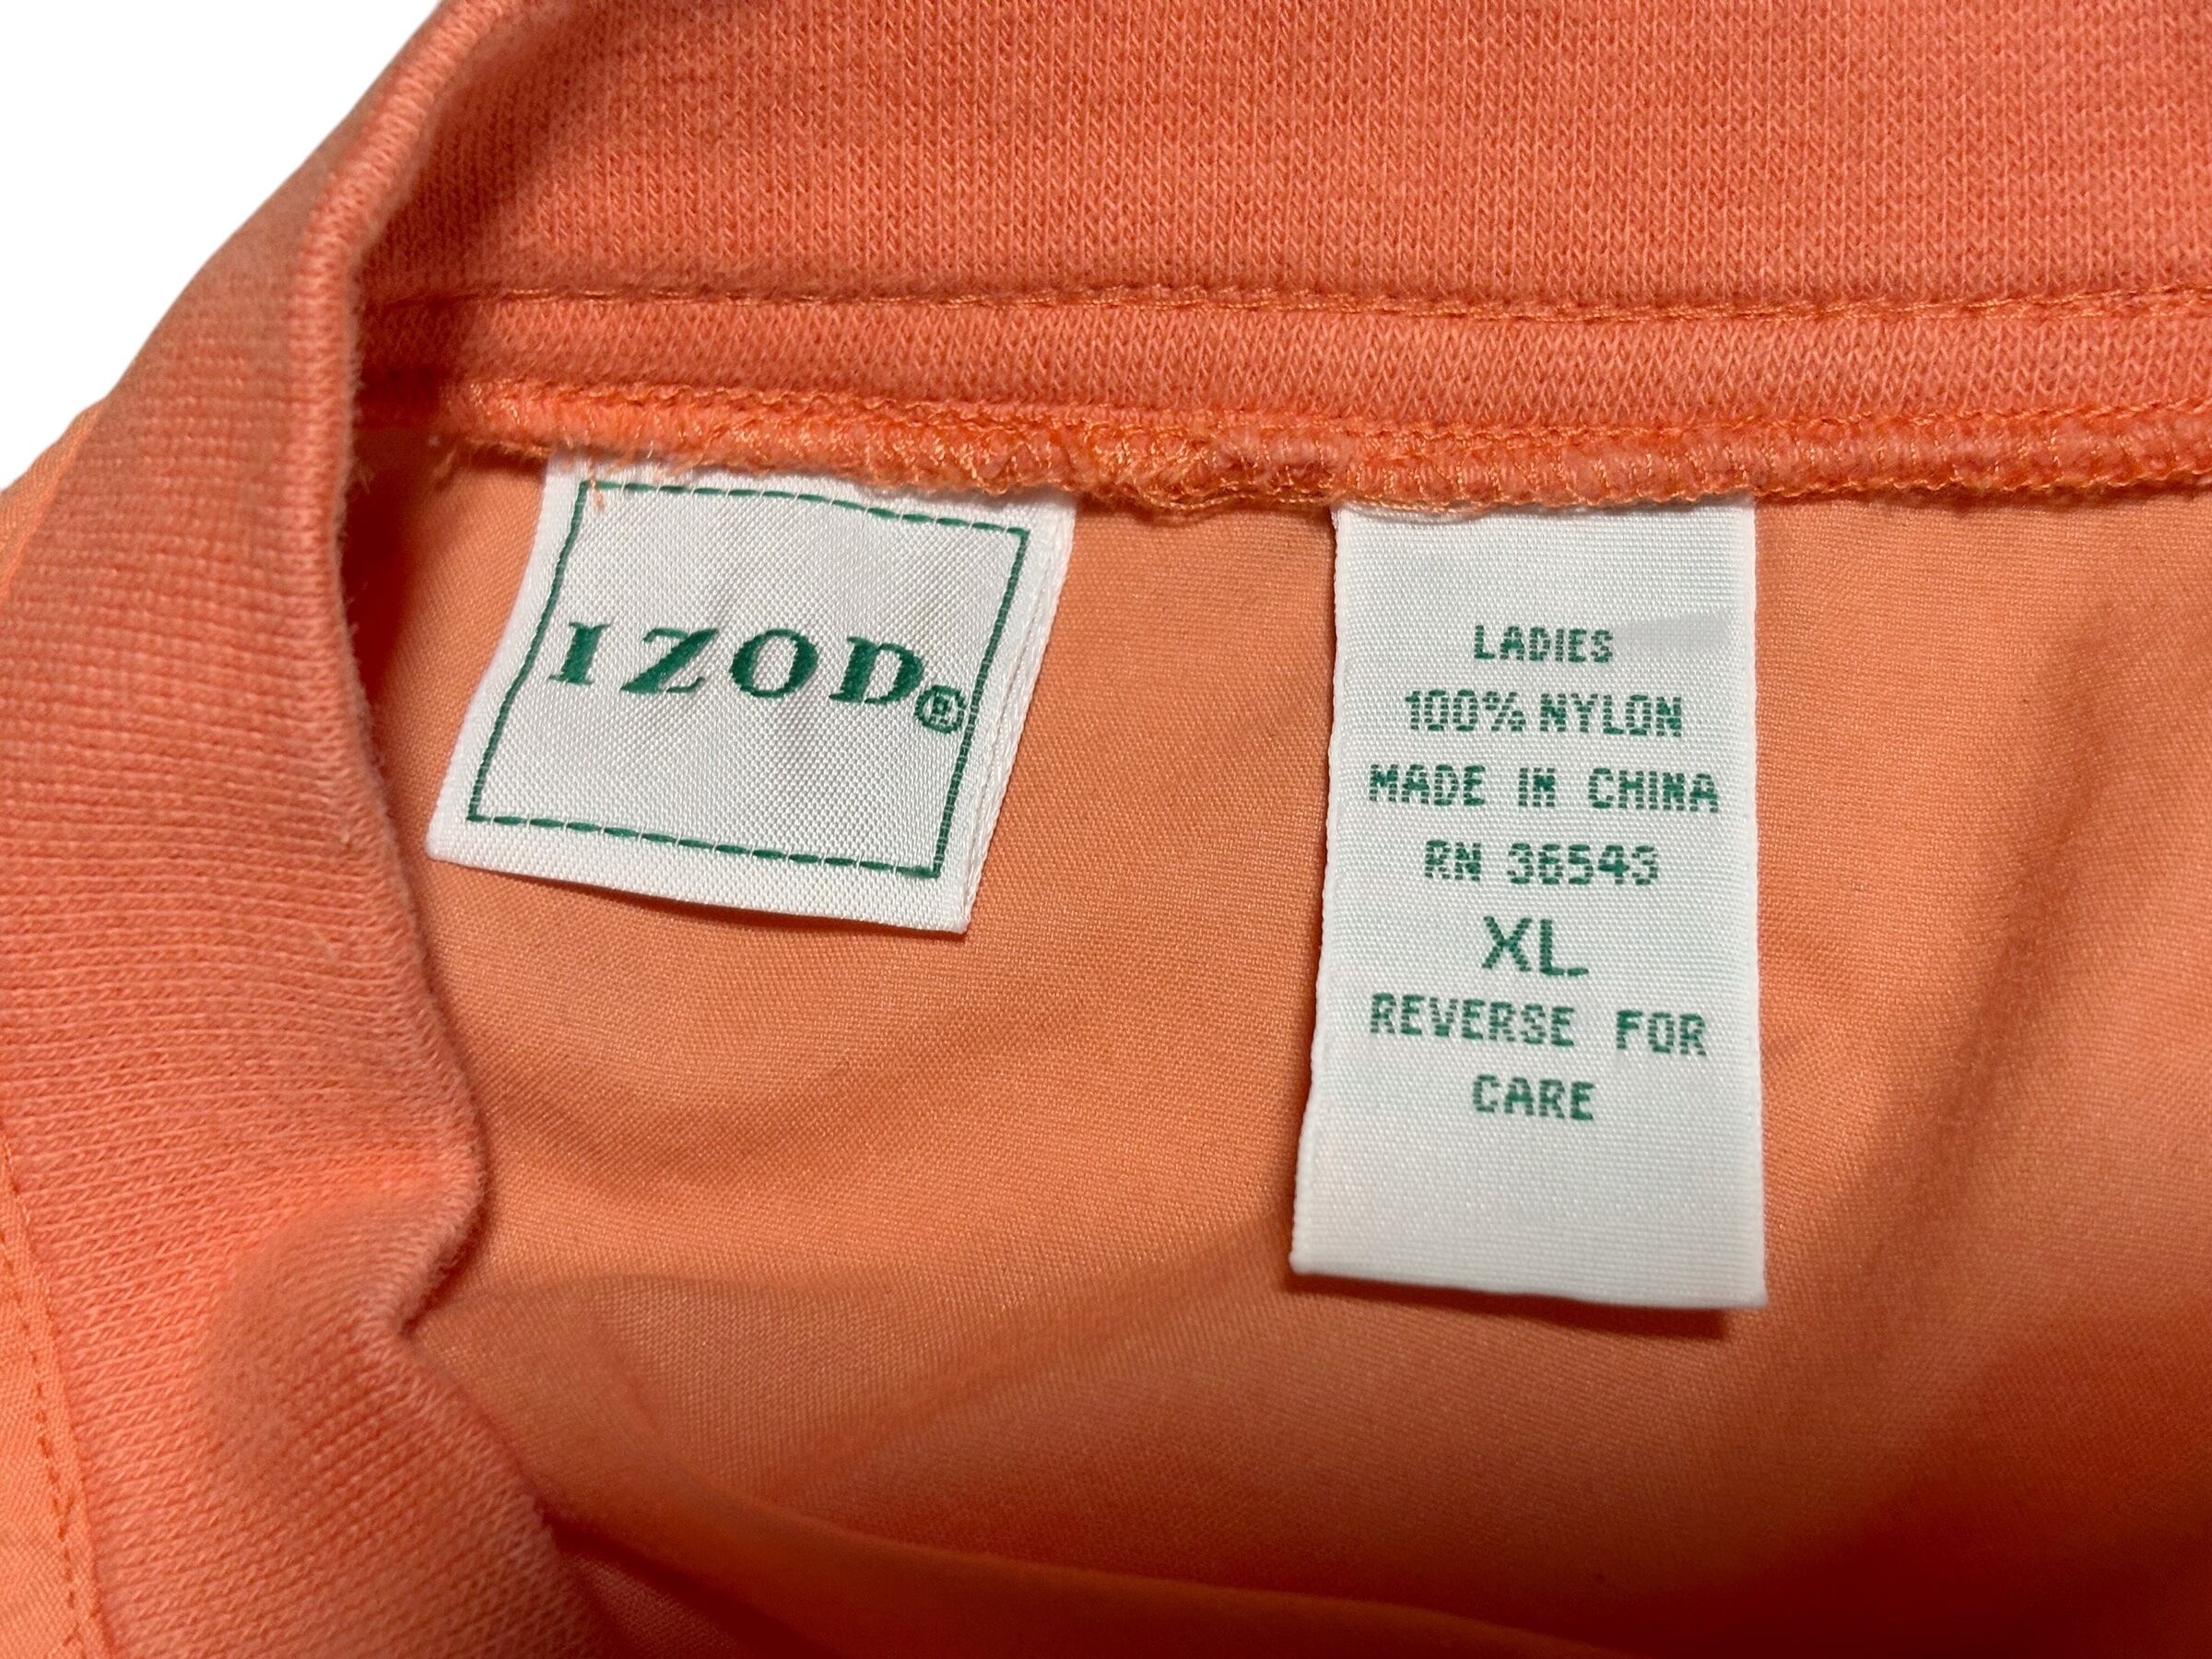 IZOD®
LADIES
100% NYLON
MADE IN CHINA
RN 36543
XL
REVERSE FOR
CARE